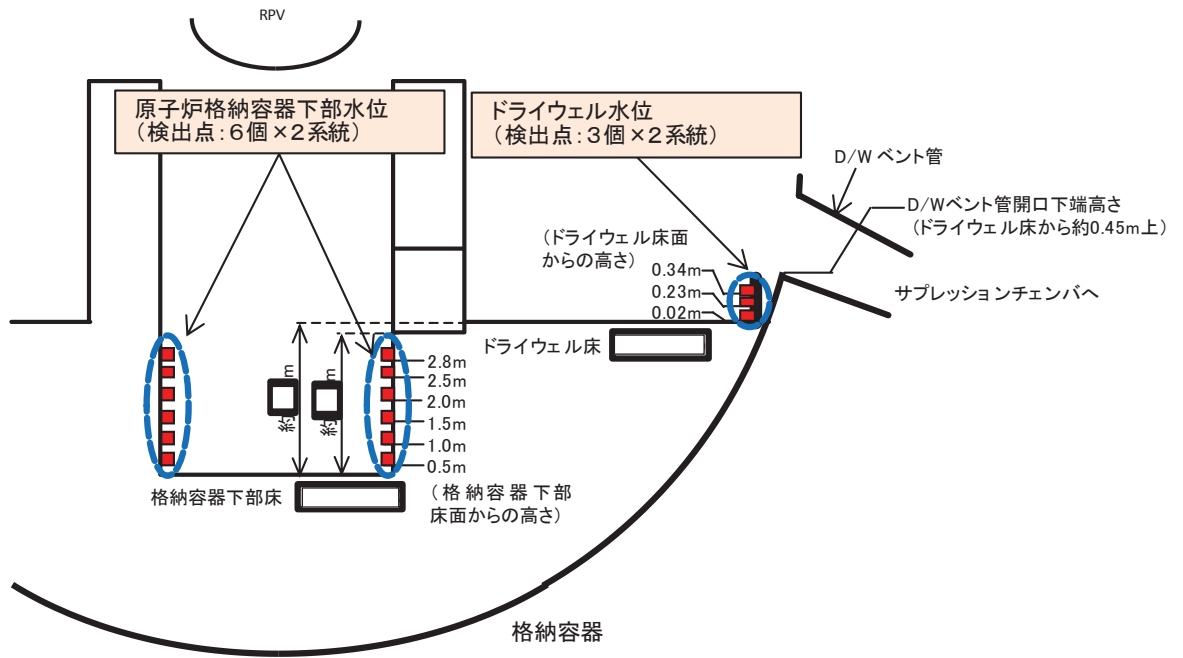 RPV
原子炉格納容器下部水位
(検出点:6個×2系統)
ドライウェル水位
(検出点:3個×2系統)
D/W ベント管
D/Wベント管開口下端高さ
(ドライウェル床から約0.45m上)
サプレッションチェンバへ
(ドライウェル床面
からの高さ)
0.34m
0.23m
0.02m
ドライウェル床
約 m
約 m
2.8m
2.5m
2.0m
1.5m
1.0m
0.5m
格納容器下部床
(格納容器下部
床面からの高さ)
格納容器